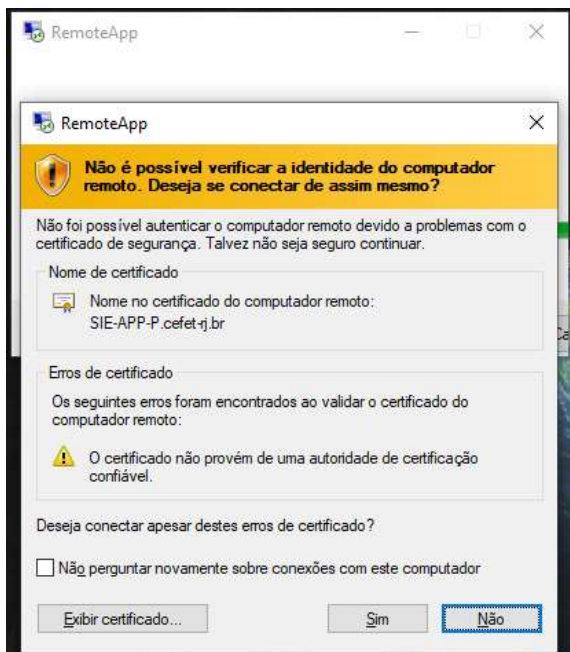 RemoteApp
RemoteApp
Não é possível verificar a identidade do computador
remoto. Deseja se conectar de assim mesmo?
Não foi possível autenticar o computador remoto devido a problemas com o
certificado de segurança. Talvez não seja seguro continuar.
Nome de certificado
Nome no certificado do computador remoto:
SIE-APP-P.cefet-rj.br
Erros de certificado
Os seguintes erros foram encontrados ao validar o certificado do
computador remoto:
O certificado não provém de uma autoridade de certificação
confiável.
Deseja conectar apesar destes erros de certificado?
Não perguntar novamente sobre conexões com este computador
Exibir certificado... Sim Não